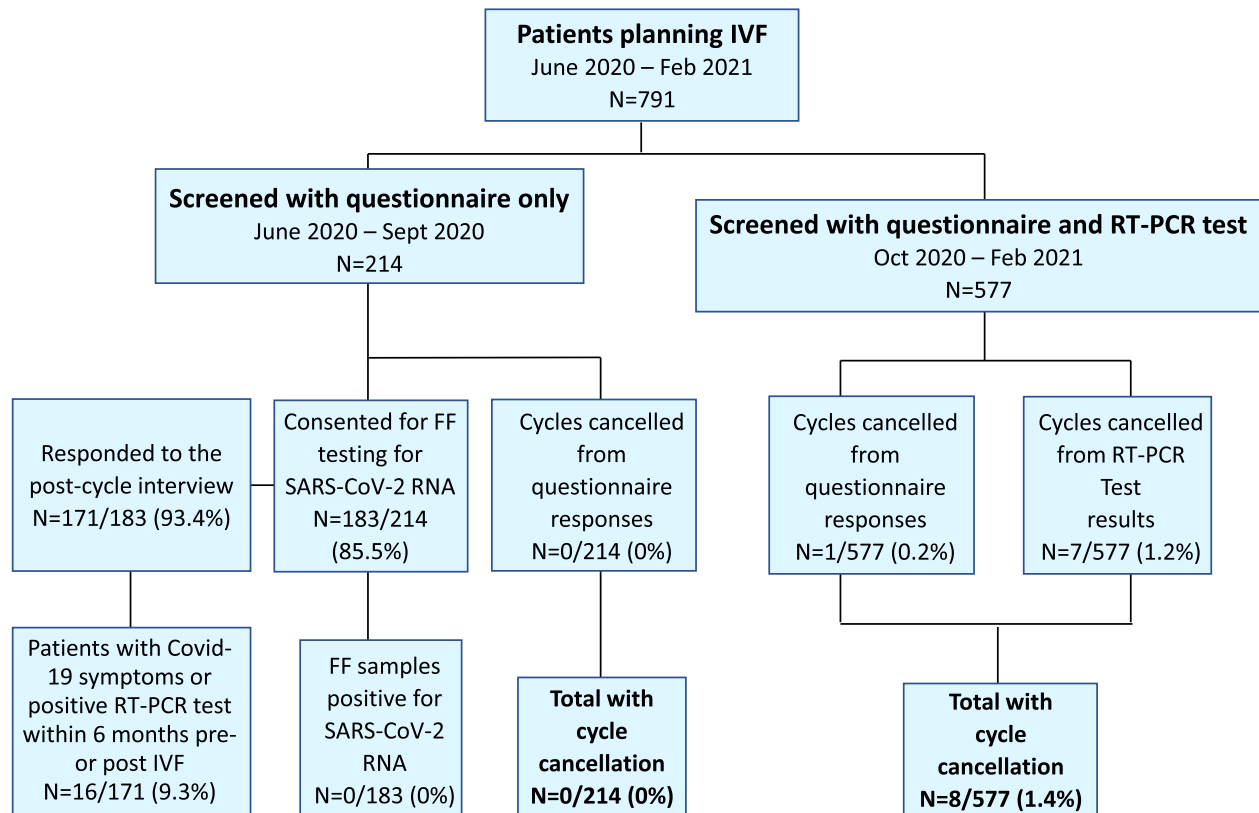 Patients planning IVF
June 2020 – Feb 2021
N=791
Screened with questionnaire only
June 2020 – Sept 2020
N=214
Screened with questionnaire and RT-PCR test
Oct 2020 – Feb 2021
N=577
Responded to the
post-cycle interview
N=171/183 (93.4%)
Consented for FF
testing for
SARS-CoV-2 RNA
N=183/214
(85.5%)
Cycles cancelled
from
questionnaire
responses
N=0/214 (0%)
Cycles cancelled
from
questionnaire
responses
N=1/577 (0.2%)
Cycles cancelled
from RT-PCR
Test
results
N=7/577 (1.2%)
Patients with Covid-
19 symptoms or
positive RT-PCR test
within 6 months pre-
or post IVF
N=16/171 (9.3%)
FF samples
positive for
SARS-CoV-2
RNA
N=0/183 (0%)
Total with
cycle
cancellation
N=0/214 (0%)
Total with
cycle
cancellation
N=8/577 (1.4%)